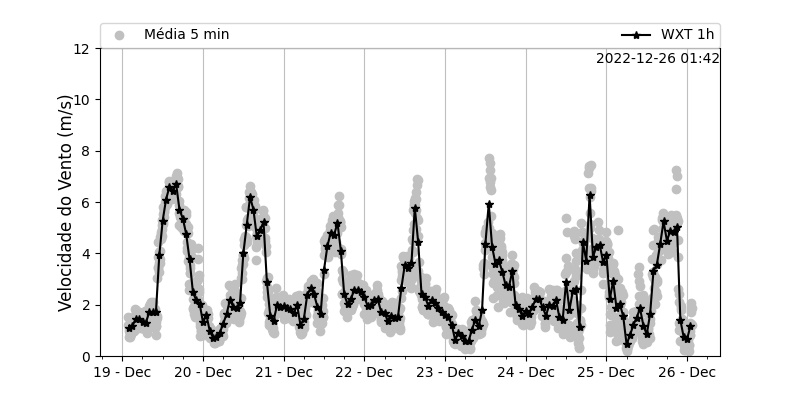 Média 5 min
WXT 1h
2022-12-26 01:42
Velocidade do Vento (m/s)
12
10
8
6
4
2
0
19 - Dec
20 - Dec
21 - Dec
22 - Dec
23 - Dec
24 - Dec
25 - Dec
26 - Dec